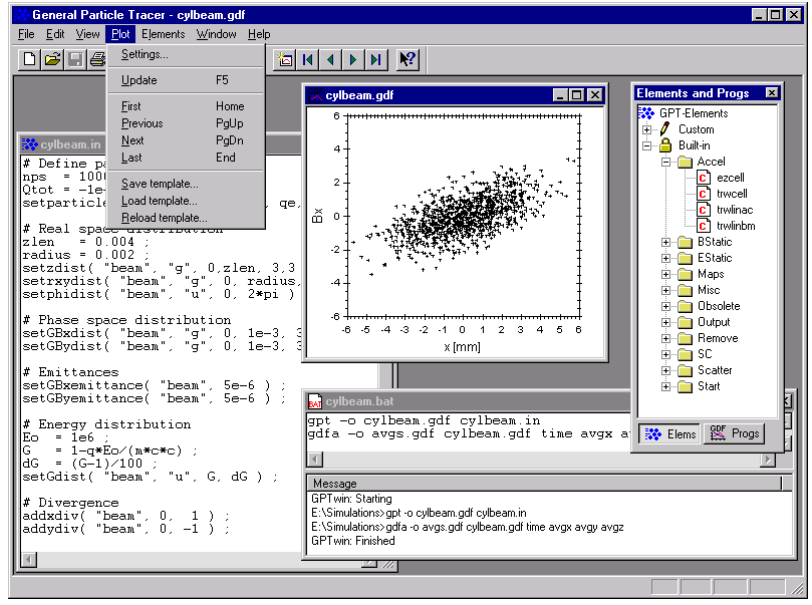 General Particle Tracer - cylbeam.gdf
File Edit View Plot Elements Window Help
Settings...
Update F5
First Home
Previous PgUp
Next PgDn
Last End
Save template...
Load template...
Reload template...
cylbeam.in
# Define p
nps = 100
Qtot = -1e-
setparticle , qe,
# Real space distribution
zlen = 0.004 ;
radius = 0.002 ;
setzdist( "beam", "g", 0,zlen, 3,3
setrxydist( "beam", "g", 0, radius,
setphidist( "beam", "u", 0, 2*pi )
# Phase space distribution
setGBxdist( "beam", "g", 0, 1e-3, 3
setGBydist( "beam", "g", 0, 1e-3, 3
# Emittances
setGBxemittance( "beam", 5e-6 ) ;
setGByemittance( "beam", 5e-6 ) ;
# Energy distribution
Eo = 1e6 ;
G = 1-q*Eo/(m*c*c) ;
dG = (G-1)/100 ;
setGdist( "beam", "u", G, dG ) ;
# Divergence
addxdiv( "beam", 0, 1 ) ;
addydiv( "beam", 0, -1 ) ;
cylbeam.gdf
6
4
2
0
-2
-4
-6
Bx
-6 -5 -4 -3 -2 -1 0 1 2 3 4 5 6
x [mm]
Elements and Progs
GPT-Elements
Custom
Built-in
Accel
ezcell
trwcell
trwlinac
trwlinbm
BStatic
EStatic
Maps
Misc
Obsolete
Output
Remove
SC
Scatter
Start
Elems GDF Progs
BAT cylbeam.bat
gpt -o cylbeam.gdf cylbeam.in
gdfa -o avgs.gdf cylbeam.gdf time avgx a
Message
GPTwin: Starting
E:\Simulations>gpt -o cylbeam.gdf cylbeam.in
E:\Simulations>gdfa -o avgs.gdf cylbeam.gdf time avgx avgy avgz
GPTwin: Finished